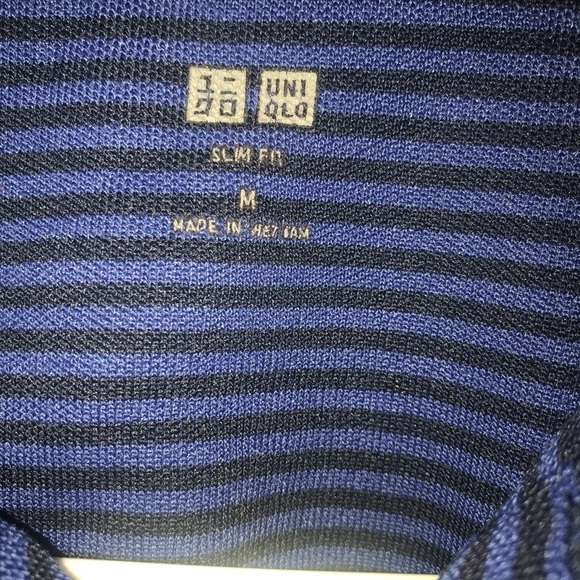 ユニ UNI
クロ QLO
SLIM FIT
M
MADE IN VIETNAM